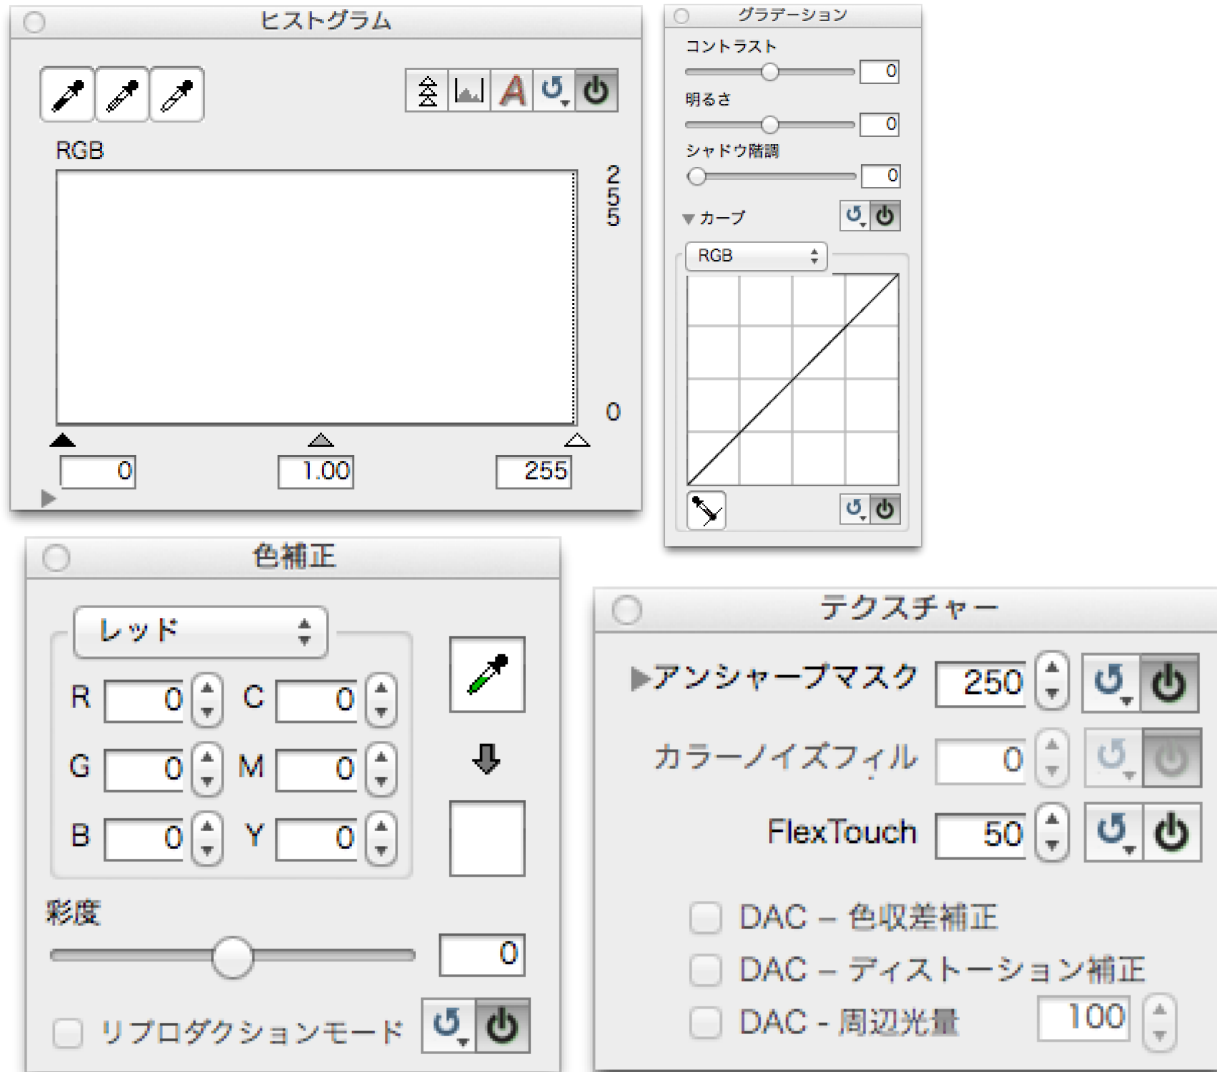 ヒストグラム
A
RGB
255
0
0
1.00
255
グラデーション
コントラスト
0
明るさ
0
シャドウ階調
0
カーブ
RGB
色補正
レッド
R 0 C 0
G 0 M 0
B 0 Y 0
彩度
0
リプロダクションモード
テクスチャー
アンシャープマスク 250
カラーノイズフィル 0
FlexTouch 50
DAC – 色収差補正
DAC – ディストーション補正
DAC - 周辺光量 100